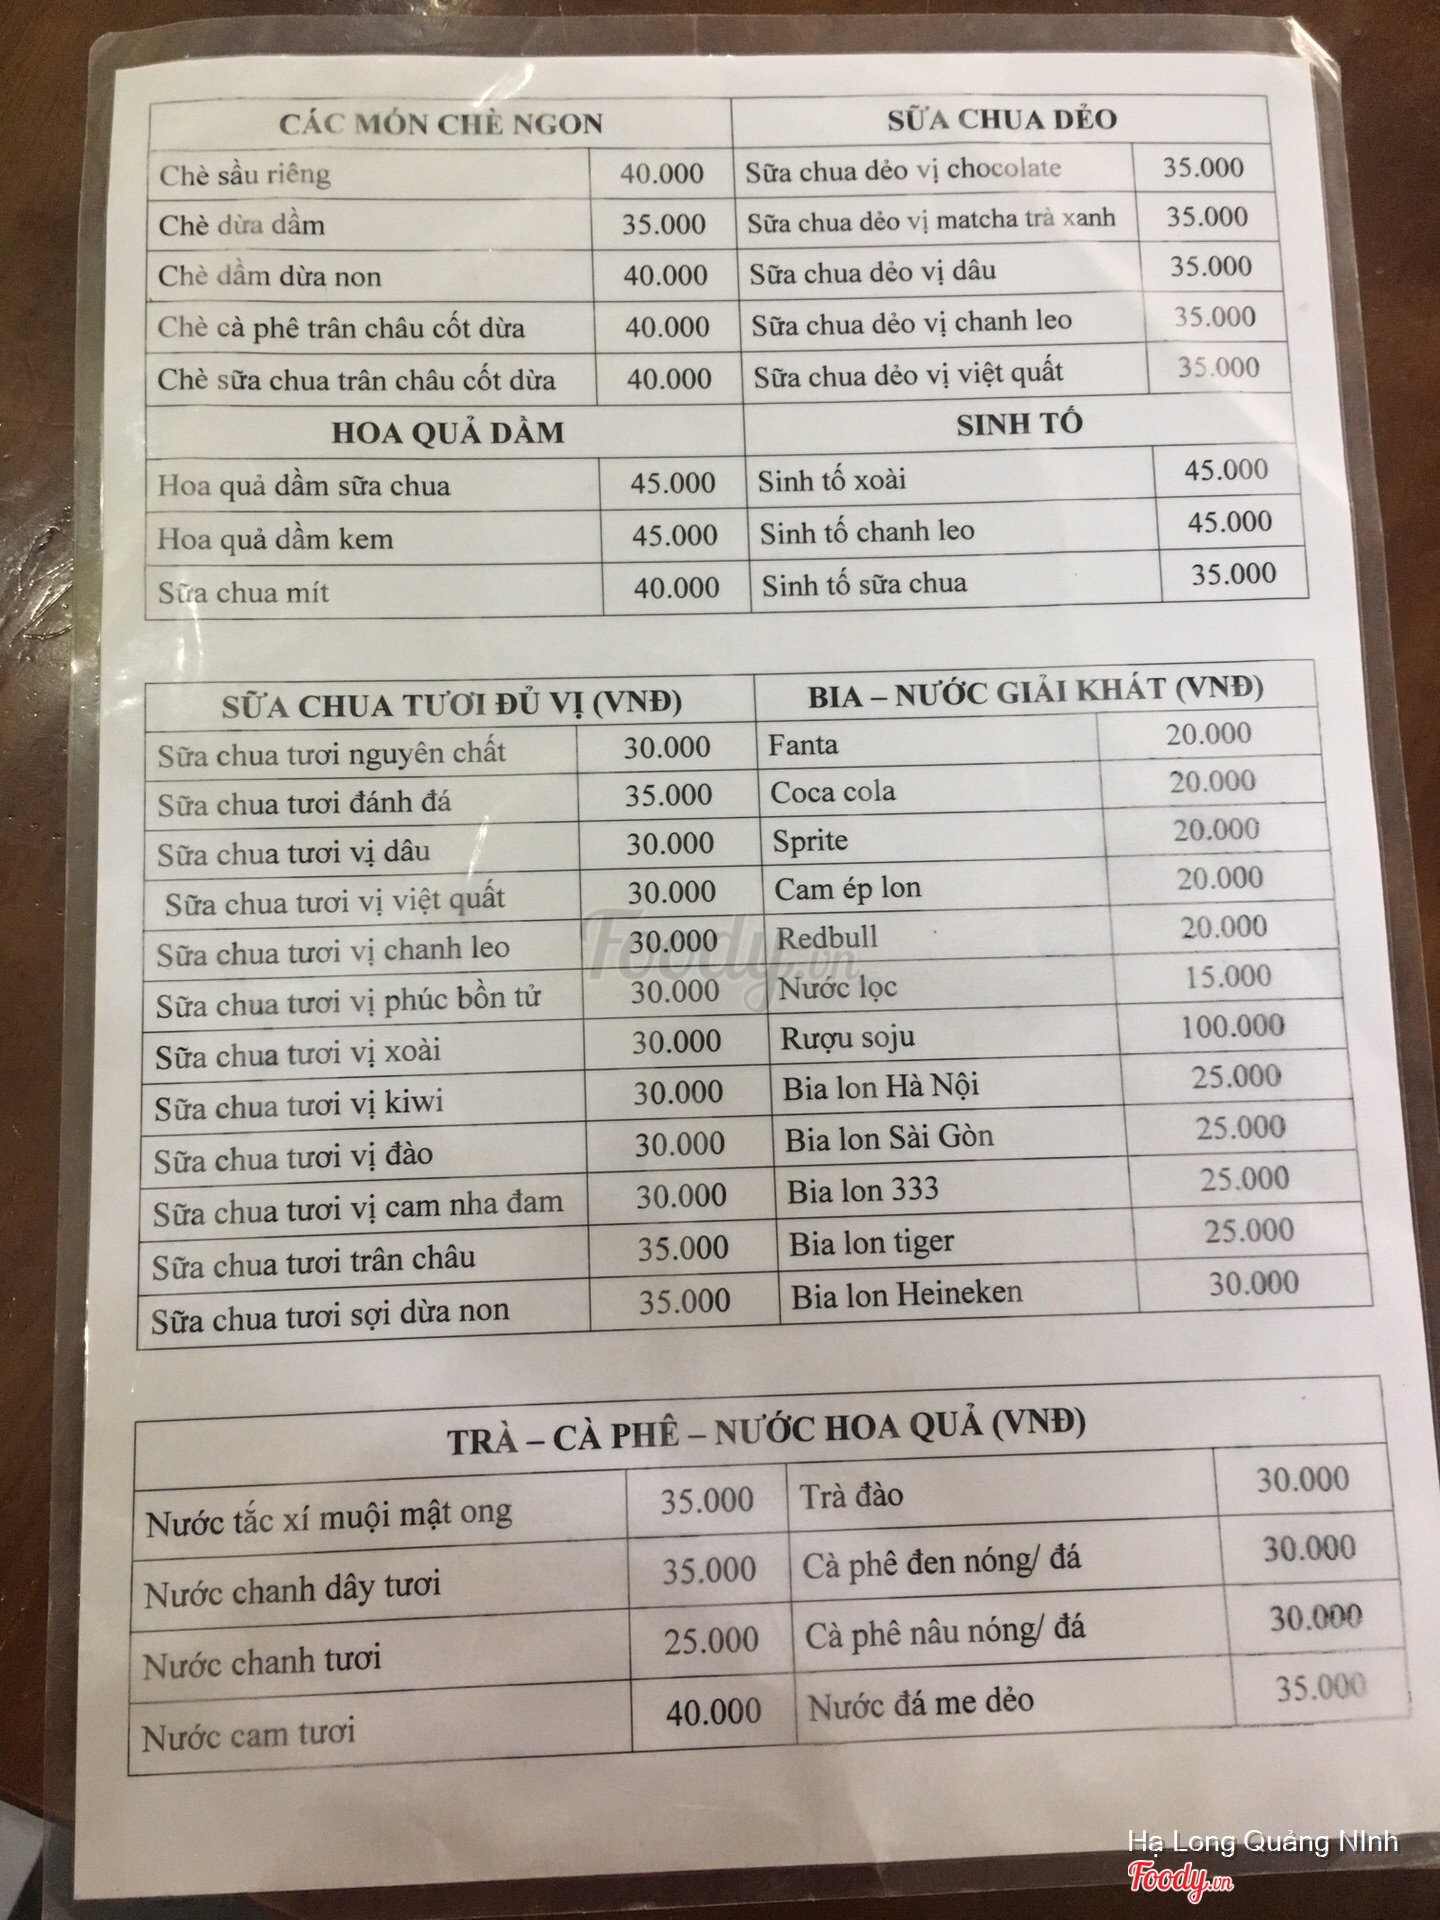 CÁC MÓN CHÈ NGON
Chè sầu riêng 40.000
Chè dừa dầm 35.000
Chè dầm dừa non 40.000
Chè cà phê trân châu cốt dừa 40.000
Chè sữa chua trân châu cốt dừa 40.000
SỮA CHUA DẺO
Sữa chua dẻo vị chocolate 35.000
Sữa chua dẻo vị matcha trà xanh 35.000
Sữa chua dẻo vị dâu 35.000
Sữa chua dẻo vị chanh leo 35.000
Sữa chua dẻo vị việt quất 35.000
HOA QUẢ DẦM
Hoa quả dầm sữa chua 45.000
Hoa quả dầm kem 45.000
Sữa chua mít 40.000
SINH TỐ
Sinh tố xoài 45.000
Sinh tố chanh leo 45.000
Sinh tố sữa chua 35.000
SỮA CHUA TƯƠI ĐỦ VỊ (VNĐ)
Sữa chua tươi nguyên chất 30.000
Sữa chua tươi đánh đá 35.000
Sữa chua tươi vị dâu 30.000
Sữa chua tươi vị việt quất 30.000
Sữa chua tươi vị chanh leo 30.000
Sữa chua tươi vị phúc bồn tử 30.000
Sữa chua tươi vị xoài 30.000
Sữa chua tươi vị kiwi 30.000
Sữa chua tươi vị đào 30.000
Sữa chua tươi vị cam nha đam 30.000
Sữa chua tươi trân châu 35.000
Sữa chua tươi sợi dừa non 35.000
BIA – NƯỚC GIẢI KHÁT (VNĐ)
Fanta 20.000
Coca cola 20.000
Sprite 20.000
Cam ép lon 20.000
Redbull 20.000
Nước lọc 15.000
Rượu soju 100.000
Bia lon Hà Nội 25.000
Bia lon Sài Gòn 25.000
Bia lon 333 25.000
Bia lon tiger 25.000
Bia lon Heineken 30.000
Foody.vn
TRÀ – CÀ PHÊ – NƯỚC HOA QUẢ (VNĐ)
Nước tắc xí muội mật ong 35.000
Nước chanh dây tươi 35.000
Nước chanh tươi 25.000
Nước cam tươi 40.000
Trà đào 30.000
Cà phê đen nóng/ đá 30.000
Cà phê nâu nóng/ đá 30.000
Nước đá me dẻo 35.000
Hạ Long Quảng NInh
Foody.vn